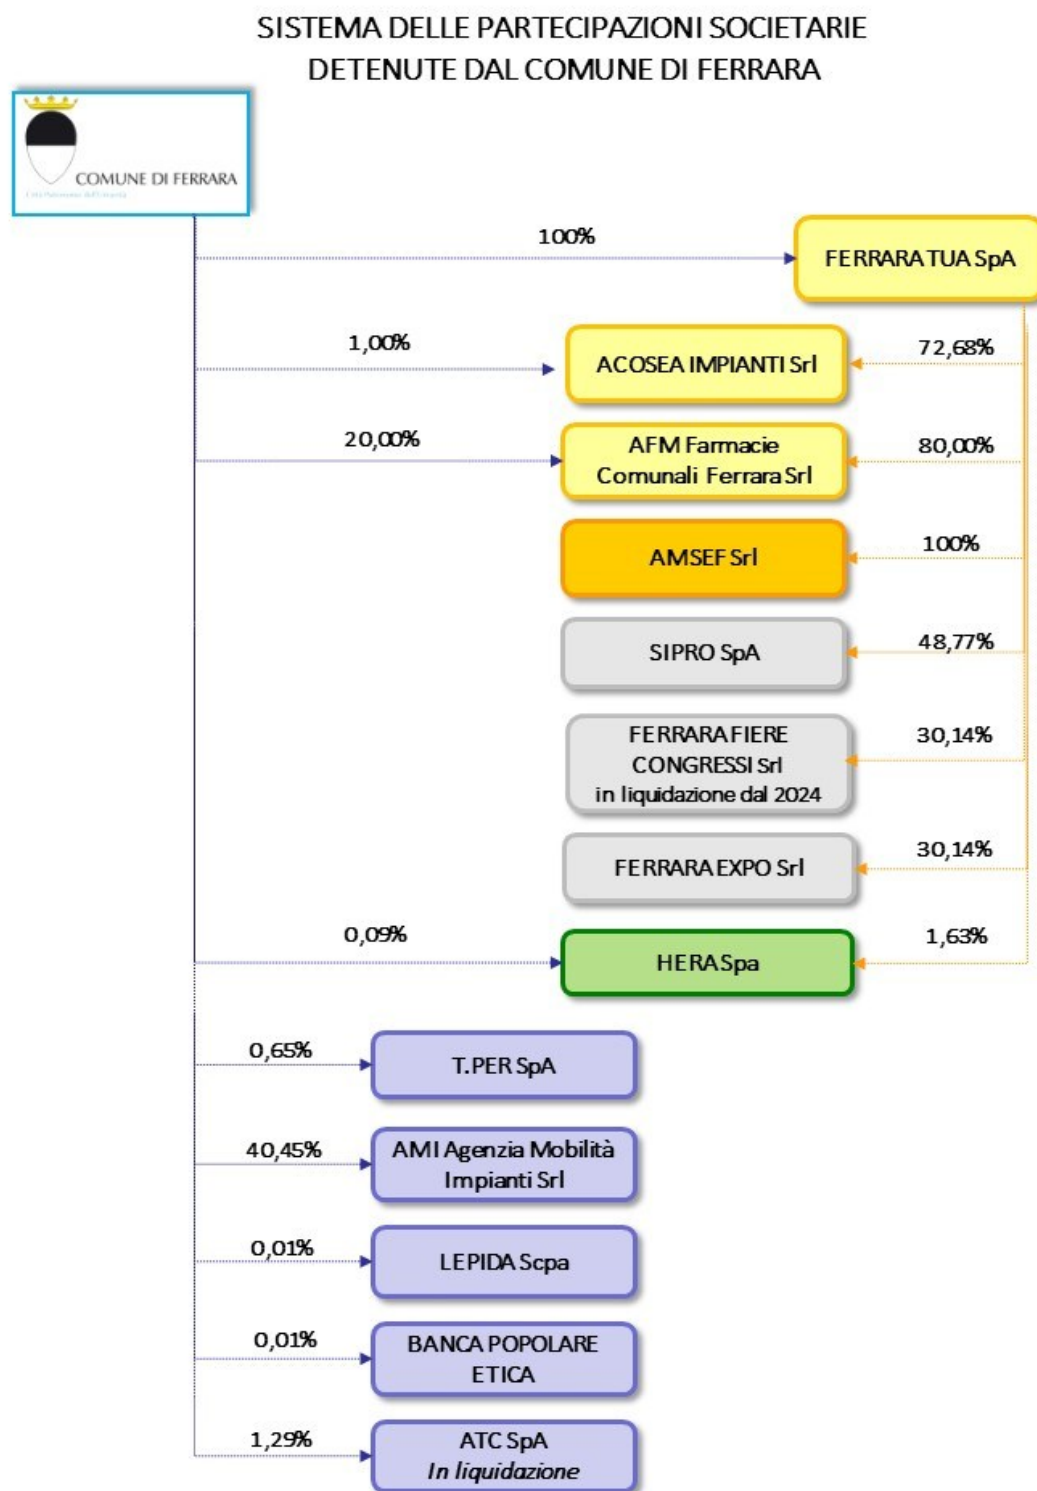 SISTEMA DELLE PARTECIPAZIONI SOCIETARIE
DETENUTE DAL COMUNE DI FERRARA
COMUNE DI FERRARA
Città Patrimonio dell'Umanità
100%
FERRARA TUA SpA
1,00%
ACOSEA IMPIANTI Srl
72,68%
20,00%
AFM Farmacie
Comunali Ferrara Srl
80,00%
AMSEF Srl
100%
SIPRO SpA
48,77%
FERRARA FIERE
CONGRESSI Srl
in liquidazione dal 2024
30,14%
FERRARA EXPO Srl
30,14%
0,09%
HERA Spa
1,63%
0,65%
T.PER SpA
40,45%
AMI Agenzia Mobilità
Impianti Srl
0,01%
LEPIDA Scpa
0,01%
BANCA POPOLARE
ETICA
1,29%
ATC SpA
In liquidazione